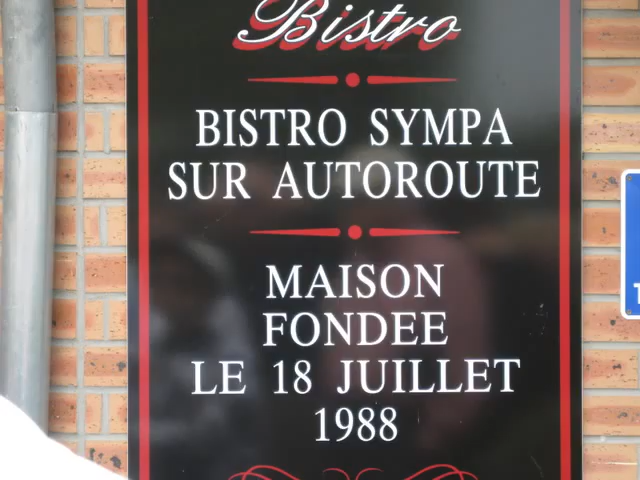 Bistro
BISTRO SYMPA
SUR AUTOROUTE
MAISON
FONDEE
LE 18 JUILLET
1988